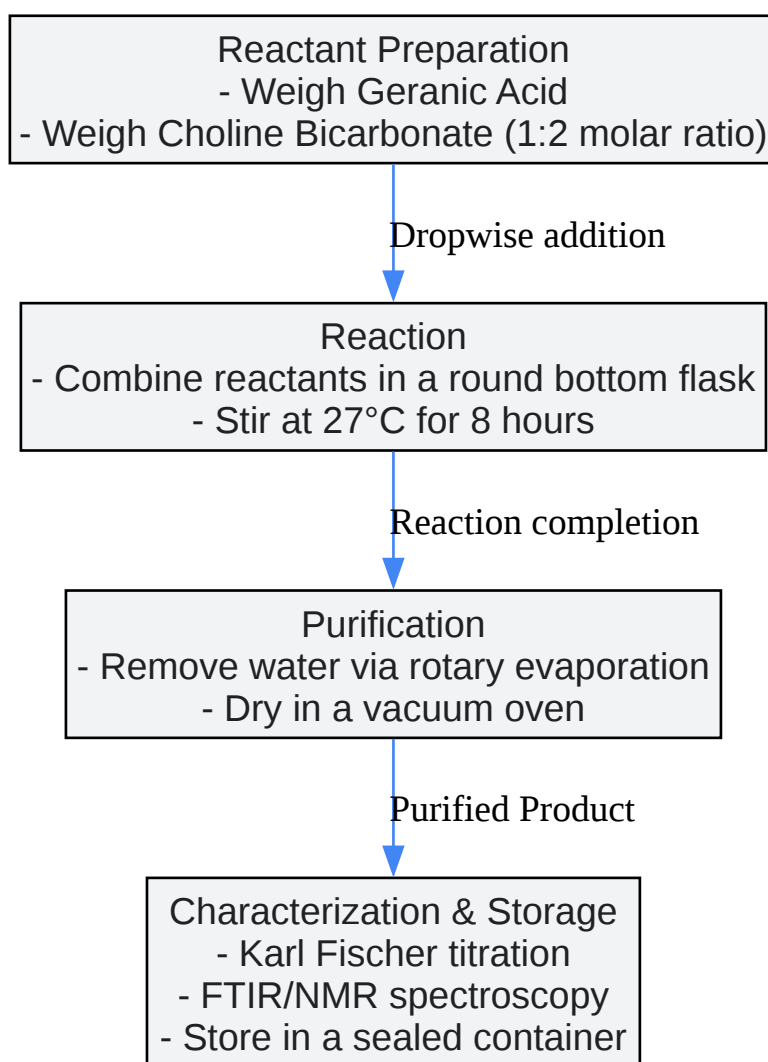 Reactant Preparation
- Weigh Geranic Acid
- Weigh Choline Bicarbonate (1:2 molar ratio)
Dropwise addition
Reaction
- Combine reactants in a round bottom flask
- Stir at 27°C for 8 hours
Reaction completion
Purification
- Remove water via rotary evaporation
- Dry in a vacuum oven
Purified Product
Characterization & Storage
- Karl Fischer titration
- FTIR/NMR spectroscopy
- Store in a sealed container